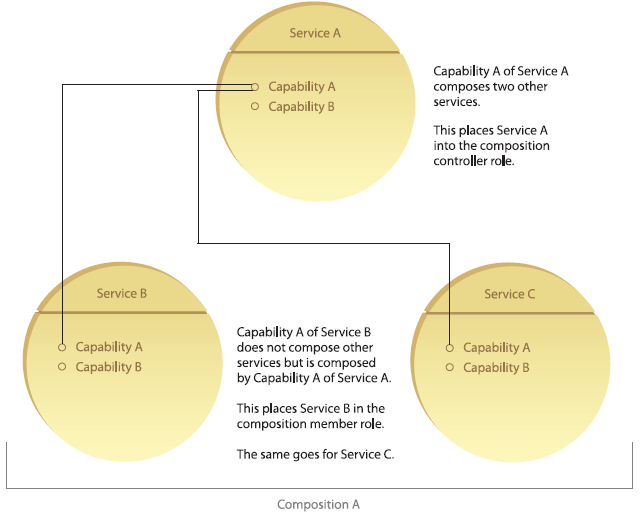 Service A
Capability A
Capability B
Capability A of Service A
composes two other
services.
This places Service A
into the composition
controller role.
Service B
Capability A
Capability B
Capability A of Service B
does not compose other
services but is composed
by Capability A of Service A.
This places Service B in the
composition member role.
The same goes for Service C.
Service C
Capability A
Capability B
Composition A